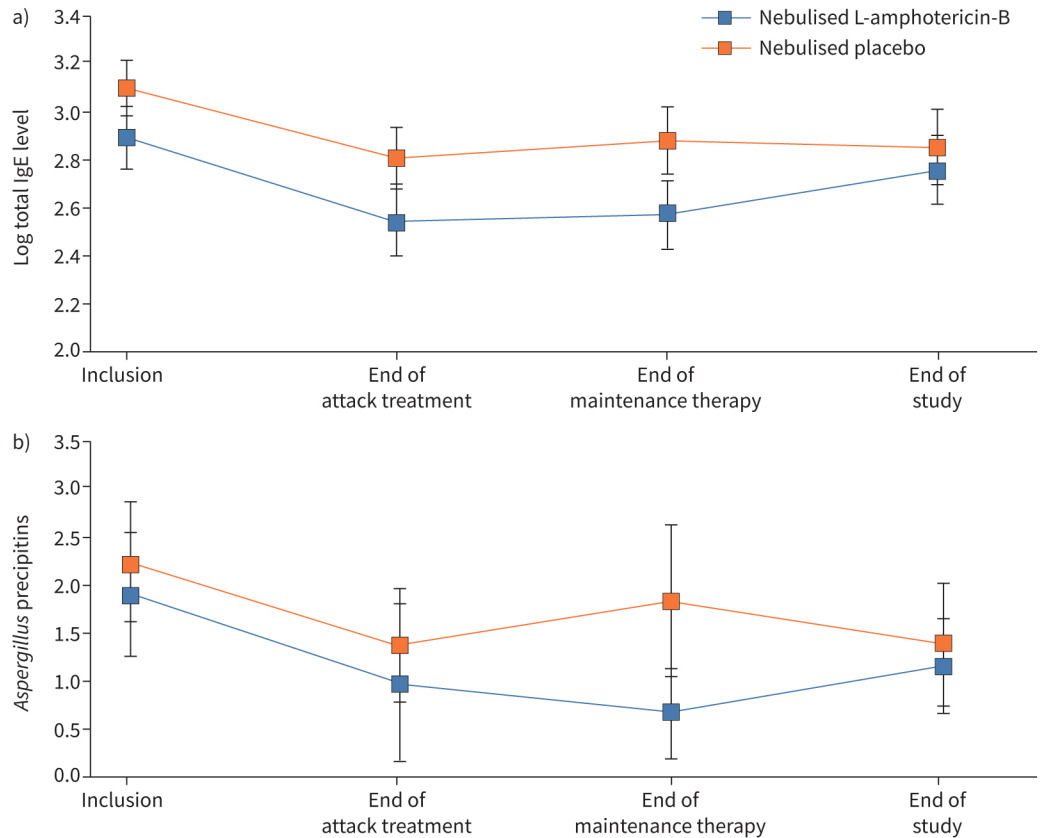 a)
Nebulised L-amphotericin-B
Nebulised placebo
Log total IgE level
3.4
3.2
3.0
2.8
2.6
2.4
2.2
2.0
Inclusion
End of
attack treatment
End of
maintenance therapy
End of
study
b)
Aspergillus precipitins
3.5
3.0
2.5
2.0
1.5
1.0
0.5
0.0
Inclusion
End of
attack treatment
End of
maintenance therapy
End of
study